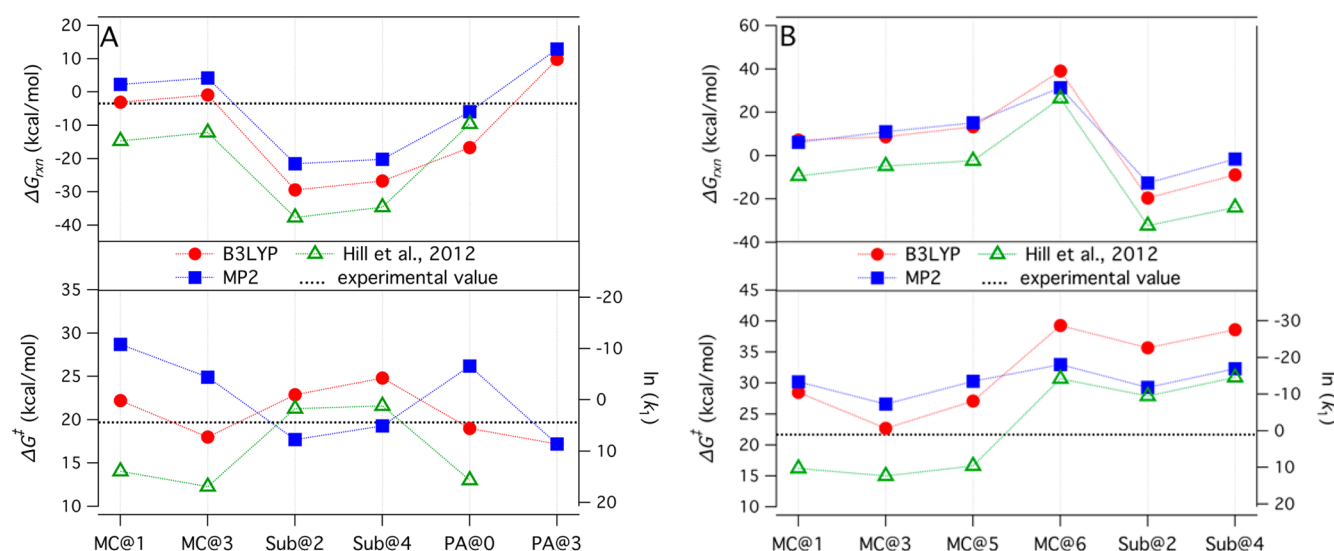 A
20
10
0
-10
-20
-30
-40
ΔGrxn (kcal/mol)
B3LYP
Hill et al., 2012
MP2
experimental value
35
30
25
20
15
10
ΔG‡ (kcal/mol)
-20
-10
0
10
20
ln (k1)
MC@1 MC@3 Sub@2 Sub@4 PA@0 PA@3
B
60
40
20
0
-20
-40
ΔGrxn (kcal/mol)
B3LYP
Hill et al., 2012
MP2
experimental value
45
40
35
30
25
20
15
10
ΔG‡ (kcal/mol)
-30
-20
-10
0
10
20
ln (k1)
MC@1 MC@3 MC@5 MC@6 Sub@2 Sub@4